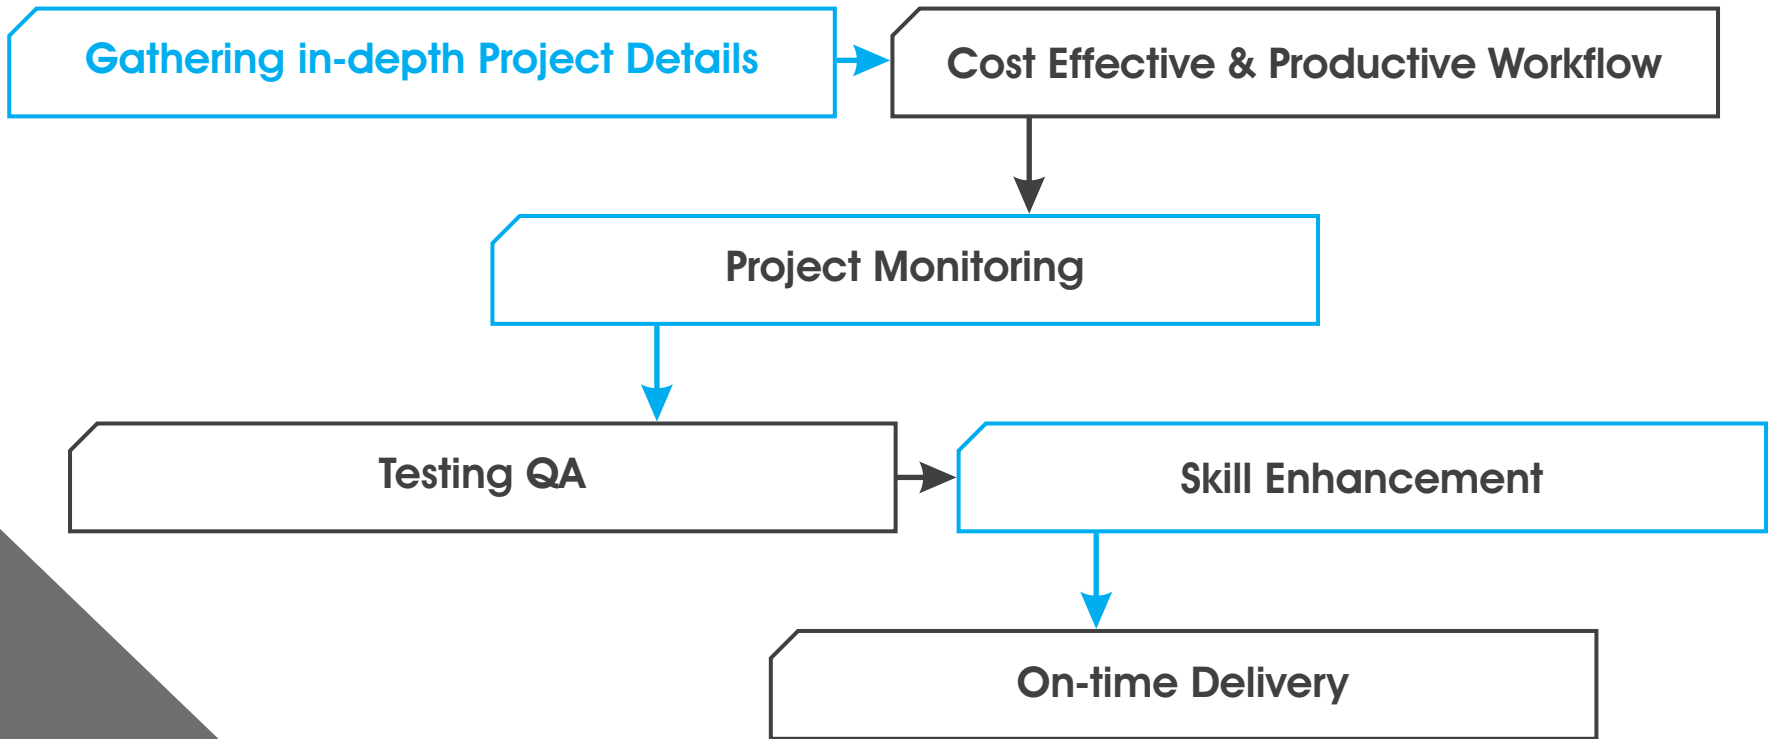 Gathering in-depth Project Details
Cost Effective & Productive Workflow
Project Monitoring
Testing QA
Skill Enhancement
On-time Delivery